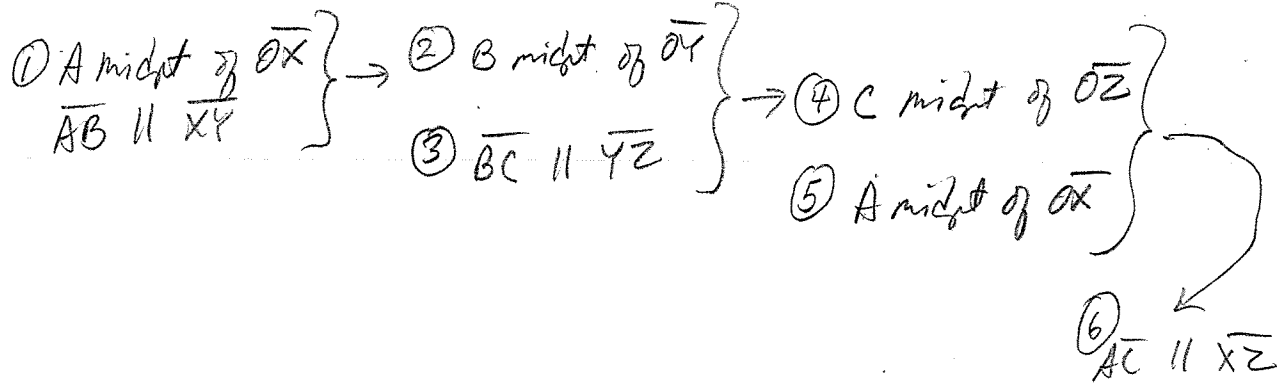 ① A midpt of OX } → ② B midpt. of OY } → ④ C midpt of OZ }
AB || XY
③ BC || YZ
⑤ A midpt of OX
⑥ AC || XZ